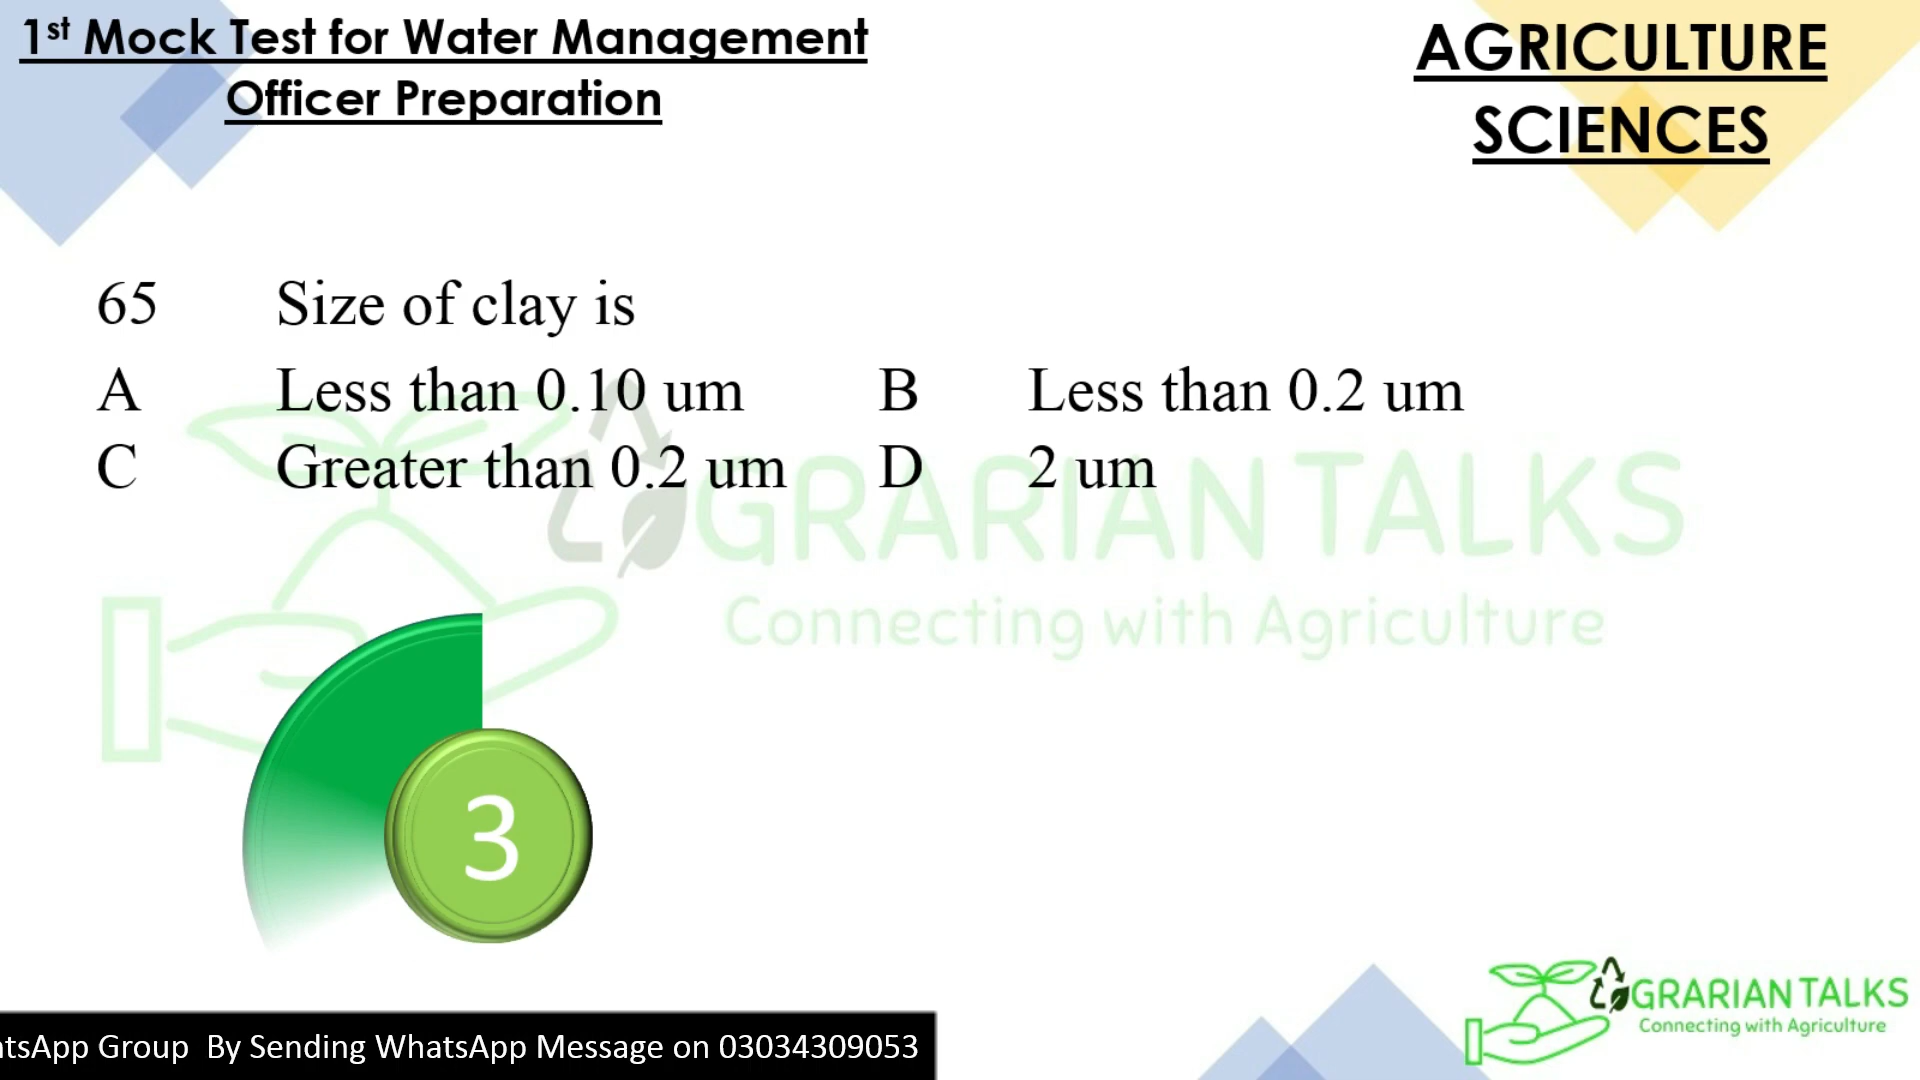 1st Mock Test for Water Management
Officer Preparation
AGRICULTURE
SCIENCES
65 Size of clay is
A Less than 0.10 um B Less than 0.2 um
C Greater than 0.2 um D 2 um
GRARIAN TALKS
Connecting with Agriculture
3
GRARIAN TALKS
Connecting with Agriculture
atsApp Group By Sending WhatsApp Message on 03034309053